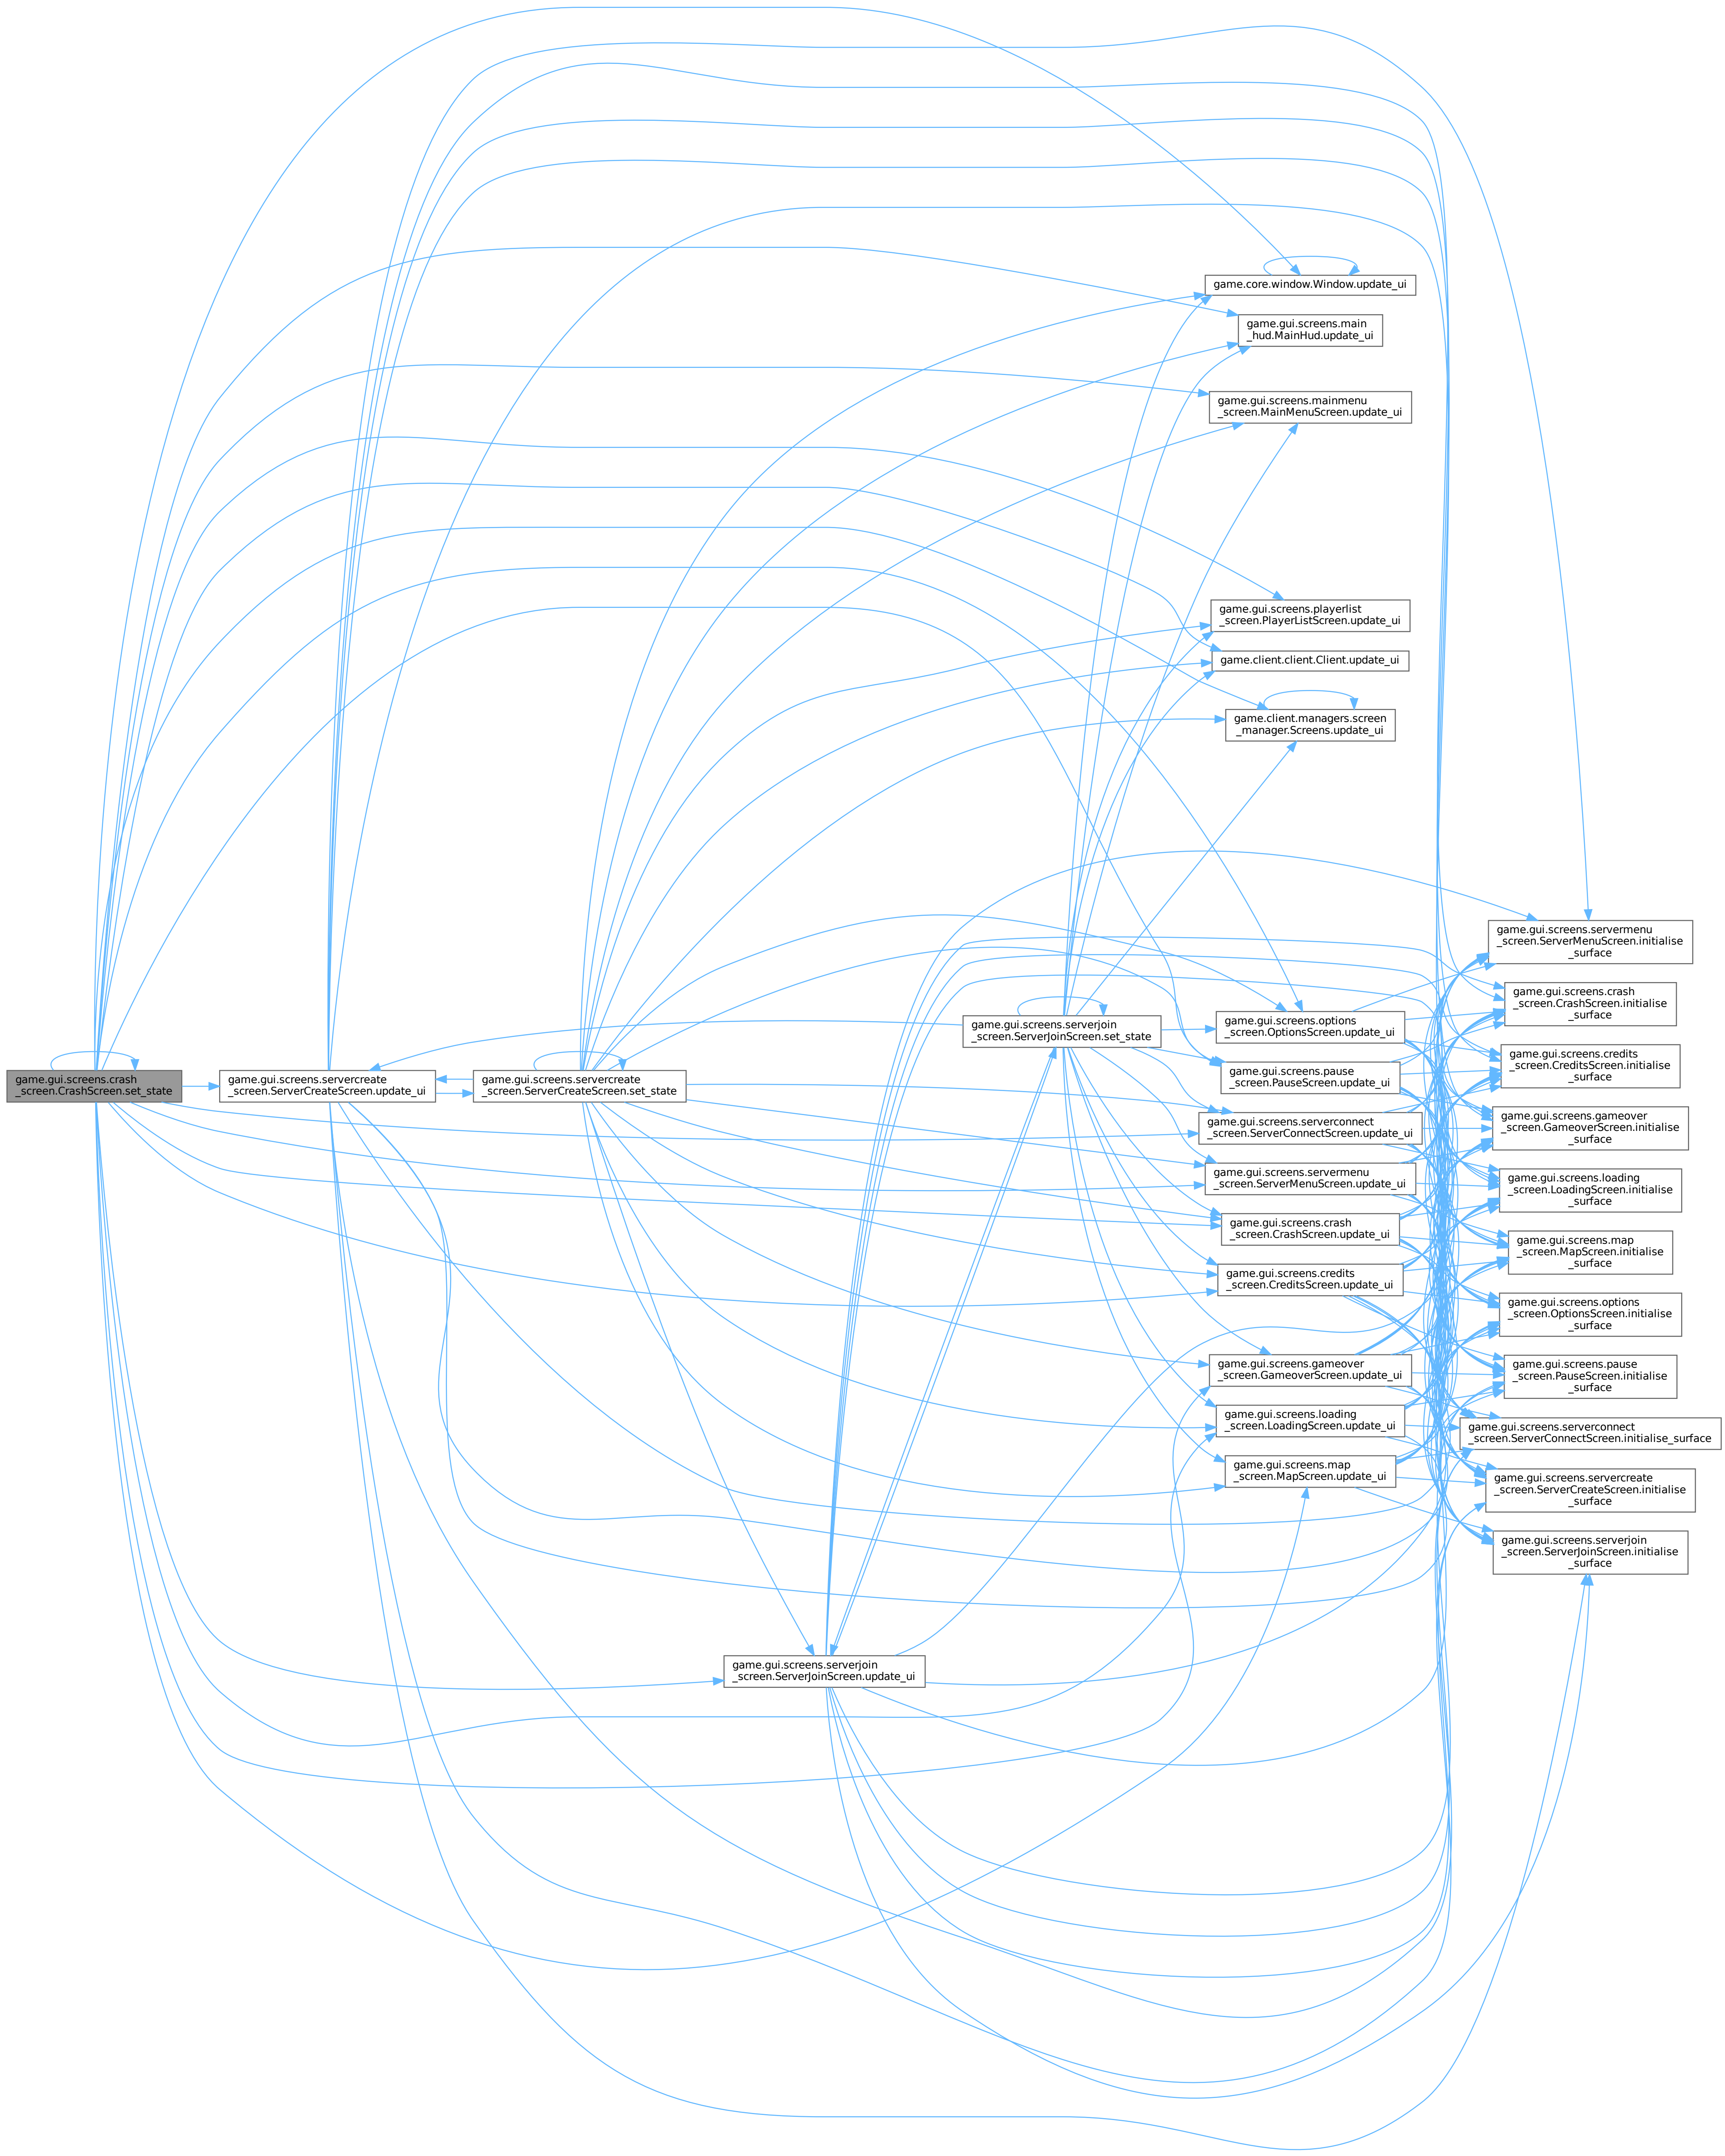 game.core.window.Window.update_ui
game.gui.screens.main
_hud.MainHud.update_ui
game.gui.screens.mainmenu
_screen.MainMenuScreen.update_ui
game.gui.screens.playerlist
_screen.PlayerListScreen.update_ui
game.client.client.Client.update_ui
game.client.managers.screen
_manager.Screens.update_ui
game.gui.screens.servermenu
_screen.ServerMenuScreen.initialise
_surface
game.gui.screens.crash
_screen.CrashScreen.initialise
_surface
game.gui.screens.serverjoin
_screen.ServerJoinScreen.set_state
game.gui.screens.options
_screen.OptionsScreen.update_ui
game.gui.screens.credits
_screen.CreditsScreen.initialise
_surface
game.gui.screens.crash
_screen.CrashScreen.set_state
game.gui.screens.servercreate
_screen.ServerCreateScreen.update_ui
game.gui.screens.servercreate
_screen.ServerCreateScreen.set_state
game.gui.screens.pause
_screen.PauseScreen.update_ui
game.gui.screens.gameover
_screen.GameoverScreen.initialise
_surface
game.gui.screens.serverconnect
_screen.ServerConnectScreen.update_ui
game.gui.screens.servermenu
_screen.ServerMenuScreen.update_ui
game.gui.screens.loading
_screen.LoadingScreen.initialise
_surface
game.gui.screens.crash
_screen.CrashScreen.update_ui
game.gui.screens.map
_screen.MapScreen.initialise
_surface
game.gui.screens.credits
_screen.CreditsScreen.update_ui
game.gui.screens.options
_screen.OptionsScreen.initialise
_surface
game.gui.screens.gameover
_screen.GameoverScreen.update_ui
game.gui.screens.pause
_screen.PauseScreen.initialise
_surface
game.gui.screens.loading
_screen.LoadingScreen.update_ui
game.gui.screens.serverconnect
_screen.ServerConnectScreen.initialise_surface
game.gui.screens.map
_screen.MapScreen.update_ui
game.gui.screens.servercreate
_screen.ServerCreateScreen.initialise
_surface
game.gui.screens.serverjoin
_screen.ServerJoinScreen.initialise
_surface
game.gui.screens.serverjoin
_screen.ServerJoinScreen.update_ui